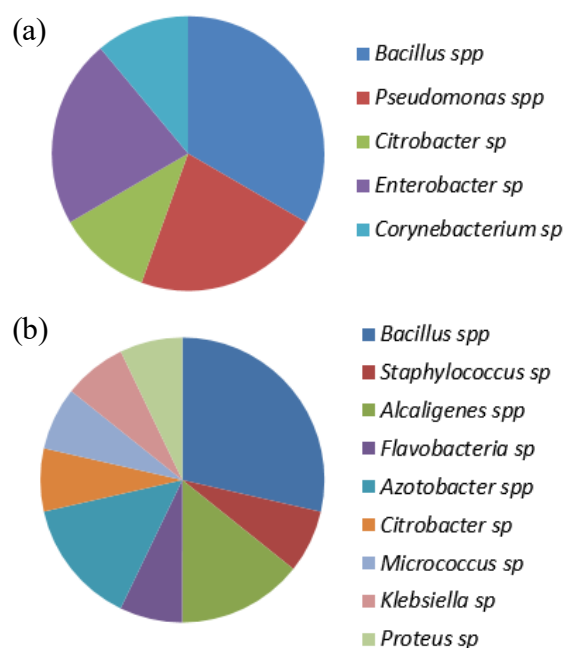 (a)
Bacillus spp
Pseudomonas spp
Citrobacter sp
Enterobacter sp
Corynebacterium sp
(b)
Bacillus spp
Staphylococcus sp
Alcaligenes spp
Flavobacteria sp
Azotobacter spp
Citrobacter sp
Micrococcus sp
Klebsiella sp
Proteus sp